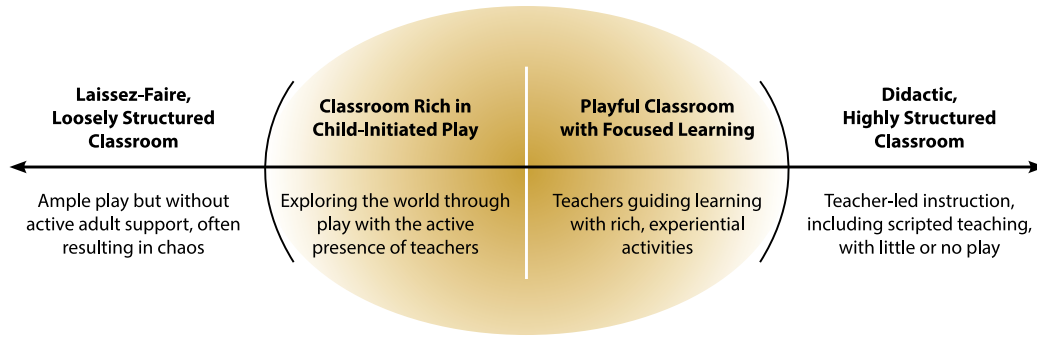 Laissez-Faire,
Loosely Structured
Classroom
Ample play but without
active adult support, often
resulting in chaos
Classroom Rich in
Child-Initiated Play
Exploring the world through
play with the active
presence of teachers
Playful Classroom
with Focused Learning
Teachers guiding learning
with rich, experiential
activities
Didactic,
Highly Structured
Classroom
Teacher-led instruction,
including scripted teaching,
with little or no play